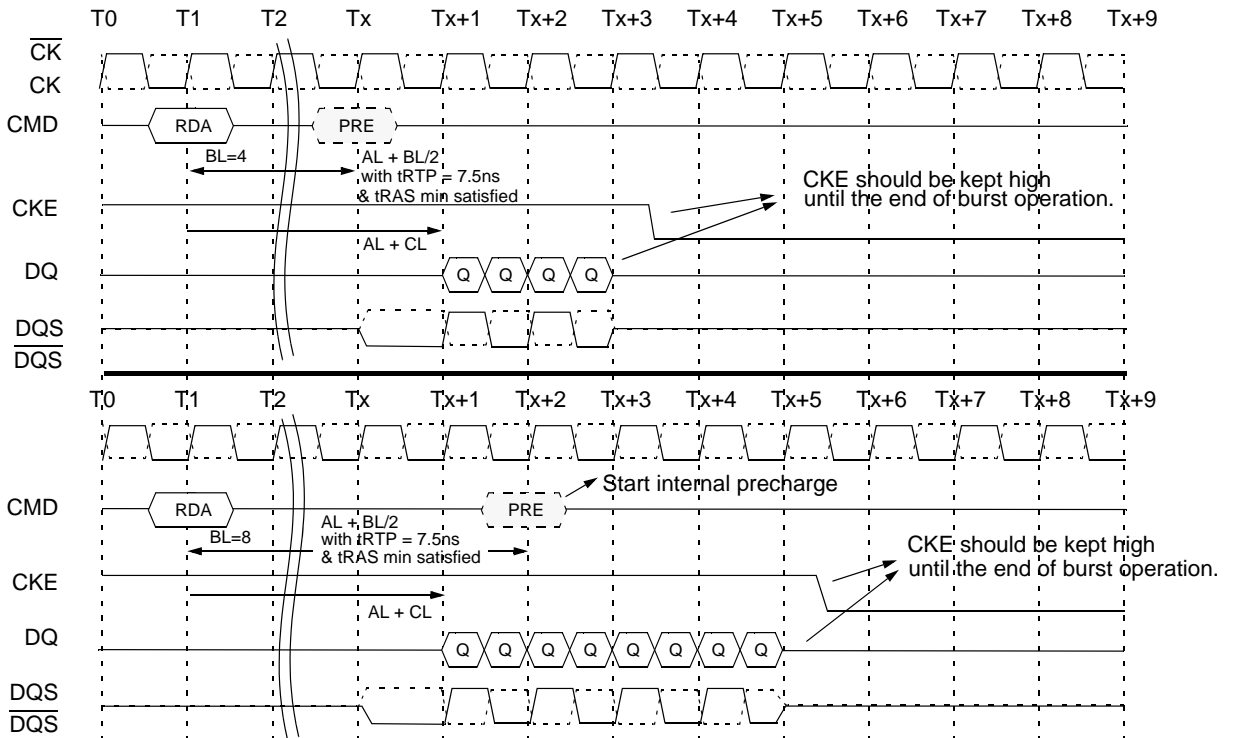 T0 T1 T2 Tx Tx+1 Tx+2 Tx+3 Tx+4 Tx+5 Tx+6 Tx+7 Tx+8 Tx+9
CK
CK
CMD RDA PRE
BL=4
AL + BL/2
with tRTP = 7.5ns
& tRAS min satisfied
CKE should be kept high
until the end of burst operation.
CKE
AL + CL
DQ Q Q Q Q
DQS
DQS
T0 T1 T2 Tx Tx+1 Tx+2 Tx+3 Tx+4 Tx+5 Tx+6 Tx+7 Tx+8 Tx+9
Start internal precharge
CMD RDA PRE
BL=8
AL + BL/2
with tRTP = 7.5ns
& tRAS min satisfied
CKE should be kept high
until the end of burst operation.
CKE
AL + CL
DQ Q Q Q Q Q Q Q Q
DQS
DQS